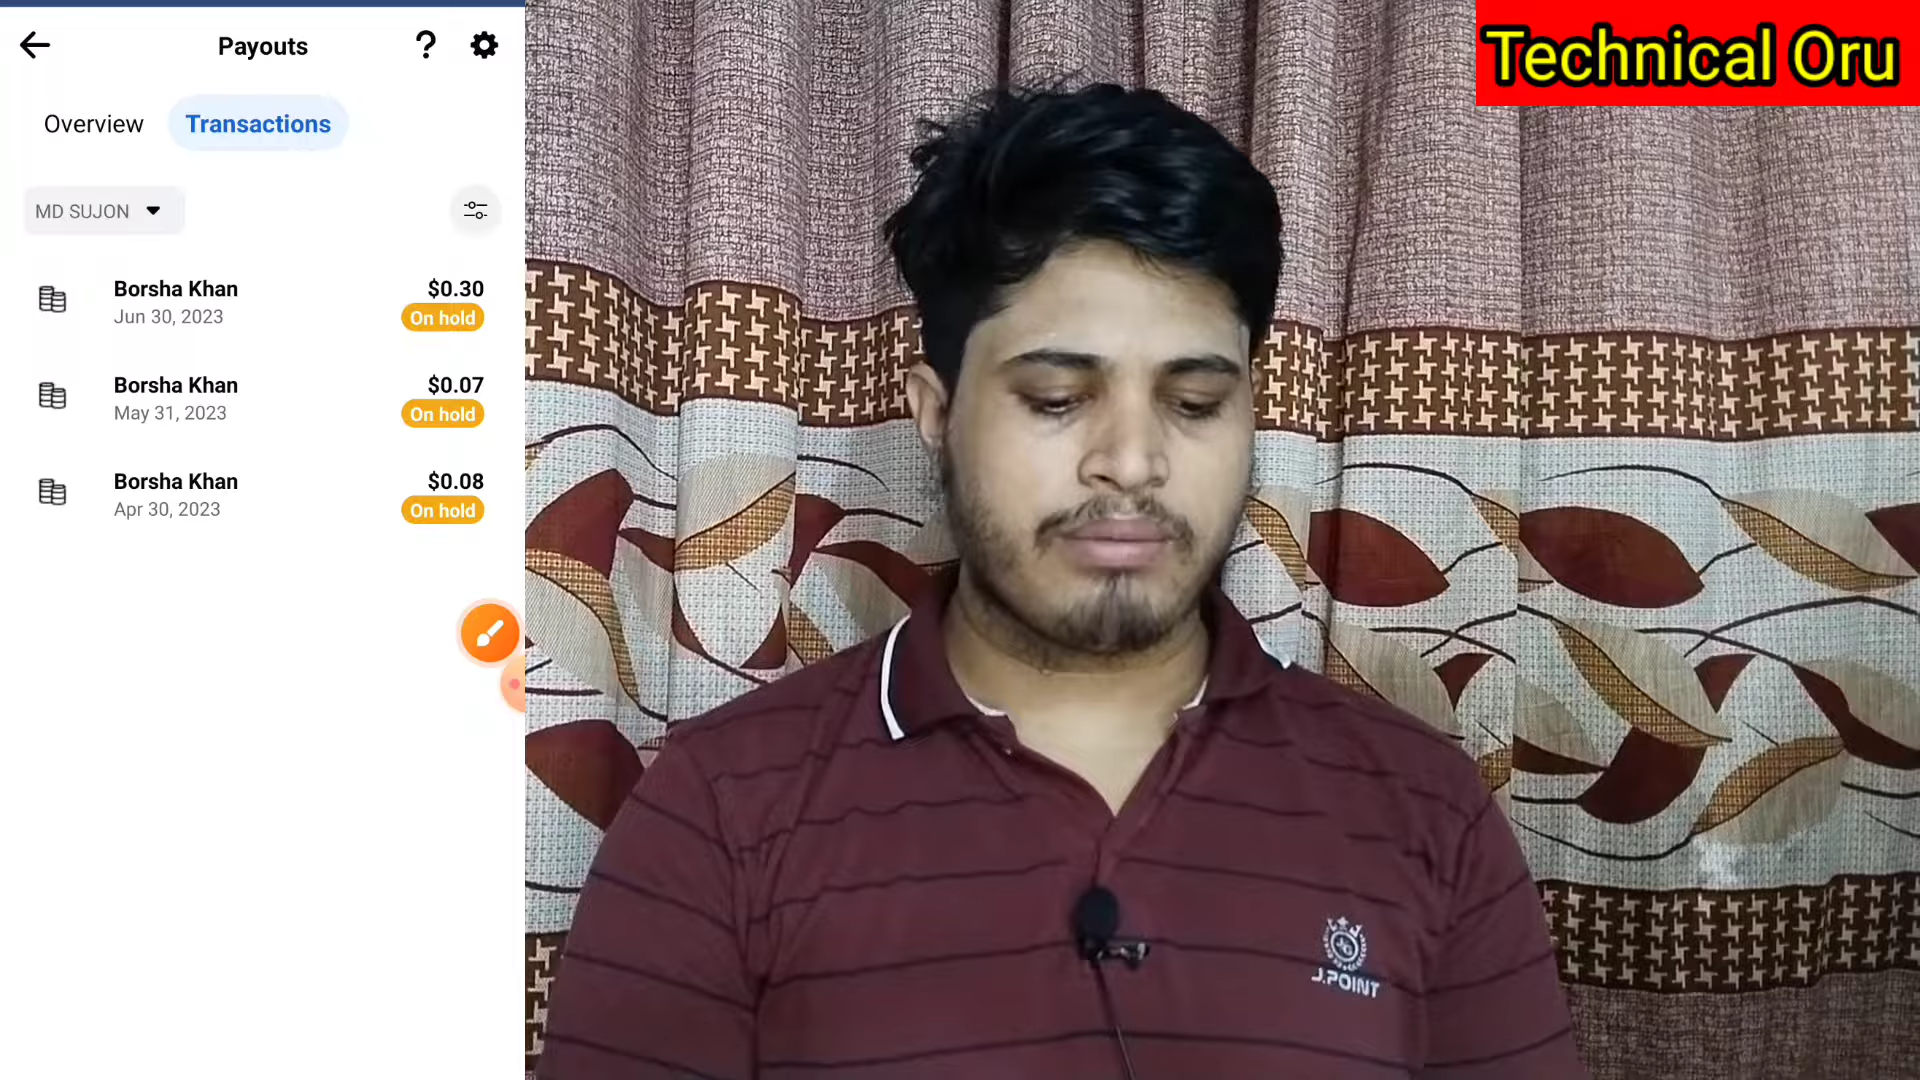 Payouts
?
Technical Oru
Overview
Transactions
MD SUJON
Borsha Khan
$0.30
Jun 30, 2023
On hold
Borsha Khan
$0.07
May 31, 2023
On hold
Borsha Khan
$0.08
Apr 30, 2023
On hold
J.POINT